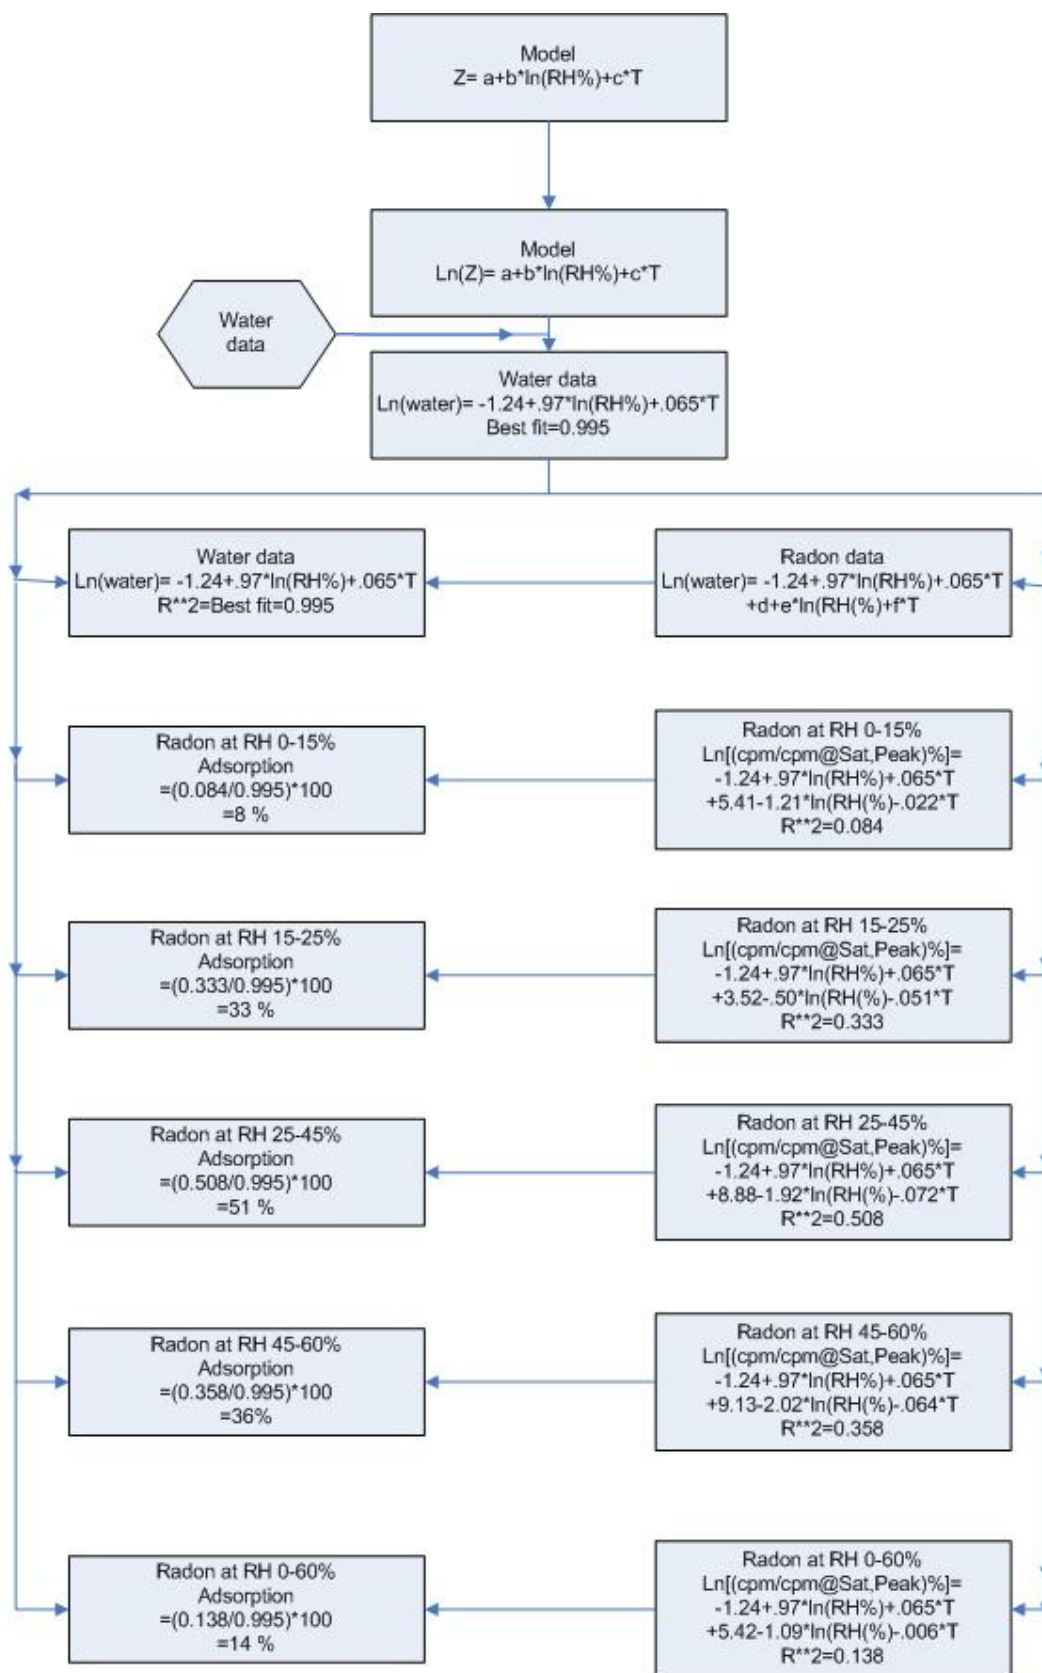 Model
Z= a+b*ln(RH%)+c*T
Model
Ln(Z)= a+b*ln(RH%)+c*T
Water
data
Water data
Ln(water)= -1.24+.97*ln(RH%)+.065*T
Best fit=0.995
Water data
Ln(water)= -1.24+.97*ln(RH%)+.065*T
R**2=Best fit=0.995
Radon data
Ln(water)= -1.24+.97*ln(RH%)+.065*T
+d+e*ln(RH(%)+f*T
Radon at RH 0-15%
Adsorption
=(0.084/0.995)*100
=8 %
Radon at RH 0-15%
Ln[(cpm/cpm@Sat,Peak)%]=
-1.24+.97*ln(RH%)+.065*T
+5.41-1.21*ln(RH(%)-.022*T
R**2=0.084
Radon at RH 15-25%
Adsorption
=(0.333/0.995)*100
=33 %
Radon at RH 15-25%
Ln[(cpm/cpm@Sat,Peak)%]=
-1.24+.97*ln(RH%)+.065*T
+3.52-.50*ln(RH(%)-.051*T
R**2=0.333
Radon at RH 25-45%
Adsorption
=(0.508/0.995)*100
=51 %
Radon at RH 25-45%
Ln[(cpm/cpm@Sat,Peak)%]=
-1.24+.97*ln(RH%)+.065*T
+8.88-1.92*ln(RH(%)-.072*T
R**2=0.508
Radon at RH 45-60%
Adsorption
=(0.358/0.995)*100
=36%
Radon at RH 45-60%
Ln[(cpm/cpm@Sat,Peak)%]=
-1.24+.97*ln(RH%)+.065*T
+9.13-2.02*ln(RH(%)-.064*T
R**2=0.358
Radon at RH 0-60%
Adsorption
=(0.138/0.995)*100
=14 %
Radon at RH 0-60%
Ln[(cpm/cpm@Sat,Peak)%]=
-1.24+.97*ln(RH%)+.065*T
+5.42-1.09*ln(RH(%)-.006*T
R**2=0.138